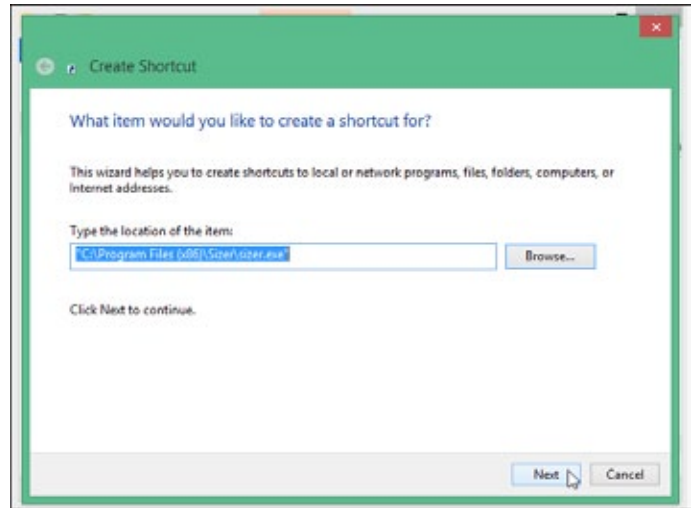 Create Shortcut
What item would you like to create a shortcut for?
This wizard helps you to create shortcuts to local or network programs, files, folders, computers, or
Internet addresses.
Type the location of the item:
"C:\Program Files (x86)\Sizer\sizer.exe"
Browse...
Click Next to continue.
Next
Cancel